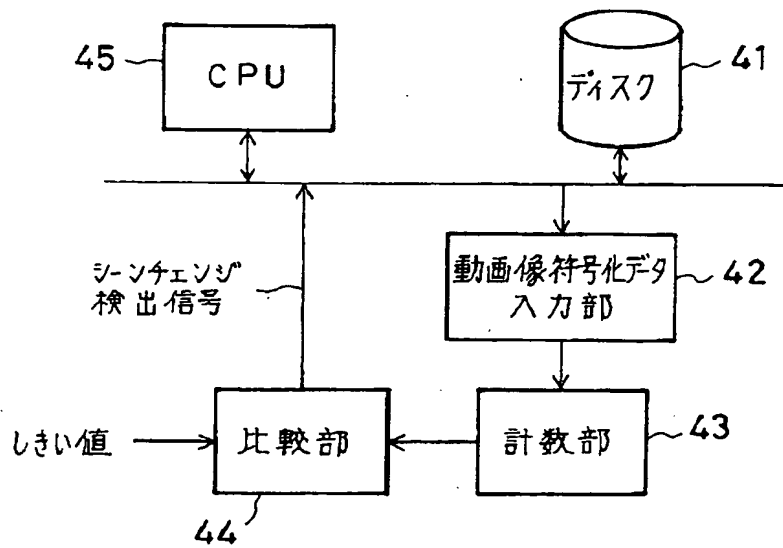 45
CPU
ディスク
41
シーンチェンジ
検出信号
動画像符号化データ
入力部
42
しきい値
比較部
計数部
43
44